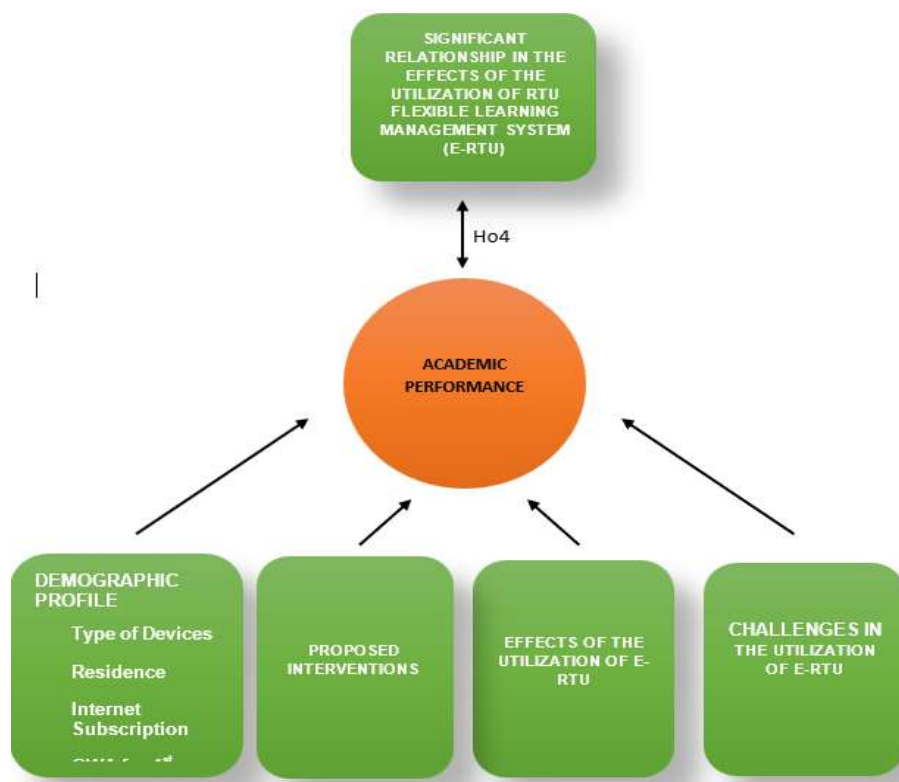 SIGNIFICANT
RELATIONSHIP IN THE
EFFECTS OF THE
UTILIZATION OF RTU
FLEXIBLE LEARNING
MANAGEMENT SYSTEM
(E-RTU)
Ho4
ACADEMIC
PERFORMANCE
DEMOGRAPHIC
PROFILE
Type of Devices
Residence
Internet
Subscription
PROPOSED
INTERVENTIONS
EFFECTS OF THE
UTILIZATION OF E-
RTU
CHALLENGES IN
THE UTILIZATION
OF E-RTU